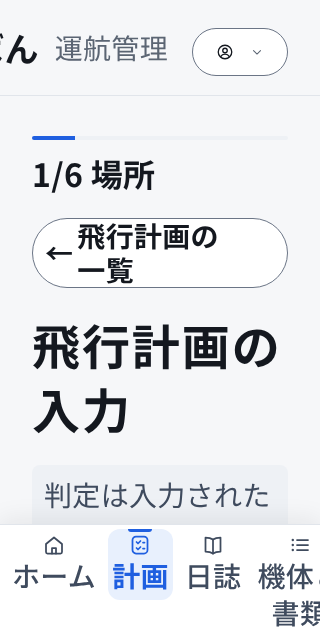 ん 運航管理
1/6 場所
← 飛行計画の
一覧
飛行計画の
入力
判定は入力された
ホーム 計画 日誌 機体
書類